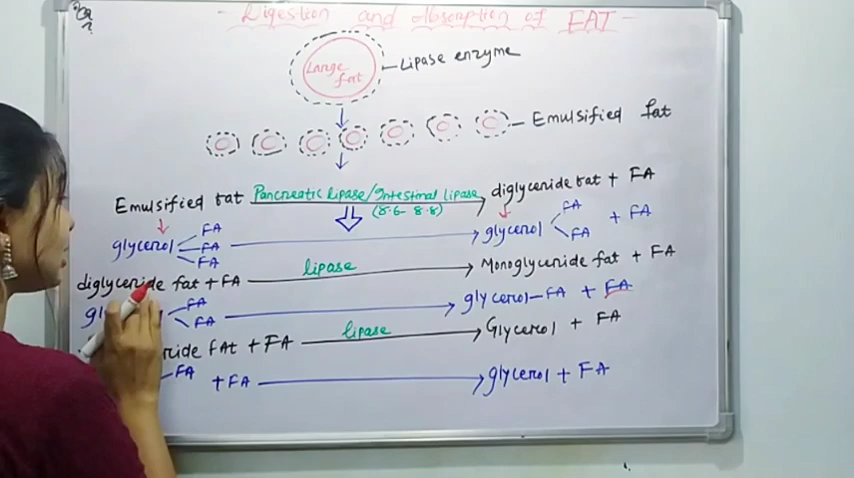 - Digestion and absorption of FAT -
Large fat
Lipase enzyme
Emulsified fat
Emulsified fat Pancreatic lipase/Intestinal lipase diglyceride fat + FA
(8.6- 8.8)
glycerol FA FA FA glycerol FA FA + FA
diglyceride fat + FA lipase Monoglyceride fat + FA
FA FA glycerol-FA + FA
ride fat + FA lipase Glycerol + FA
-FA + FA glycerol + FA